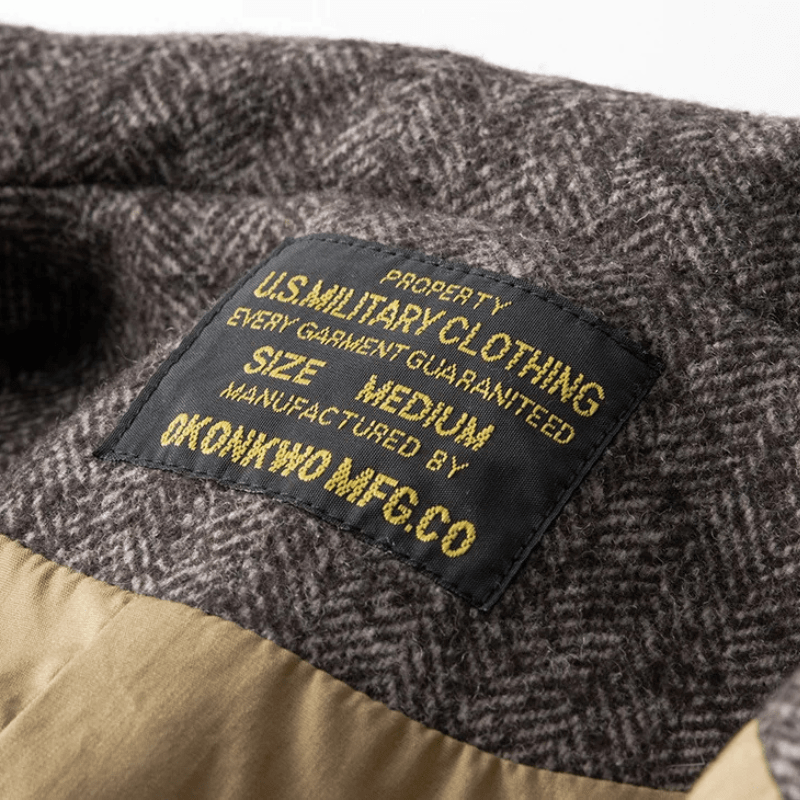 PROPERTY
U.S.MILITARY CLOTHING
EVERY GARMENT GUARANITEED
SIZE MEDIUM
MANUFACTURED BY
OKONKWO MFG.CO